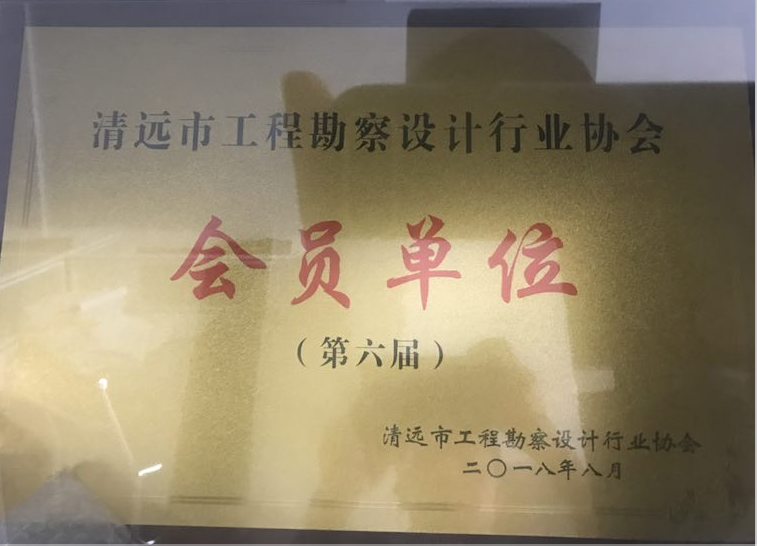 清远市工程勘察设计行业协会
会员单位
（第六届）
清远市工程勘察设计行业协会
二〇一八年八月